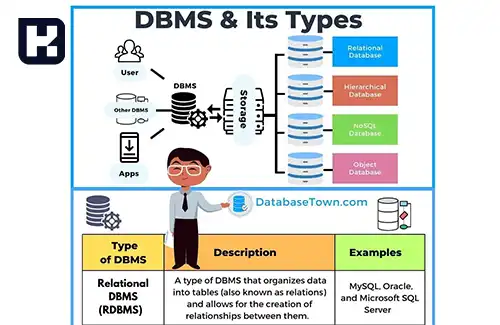 DBMS & Its Types
User
Other DBMS
Apps
DBMS
Storage
Relational
Database
Hierarchical
Database
NoSQL
Database
Object
Database
DatabaseTown.com
Type
of DBMS
Description
Examples
Relational
DBMS
(RDBMS)
A type of DBMS that organizes data
into tables (also known as relations)
and allows for the creation of
relationships between them.
MySQL, Oracle,
and Microsoft SQL
Server